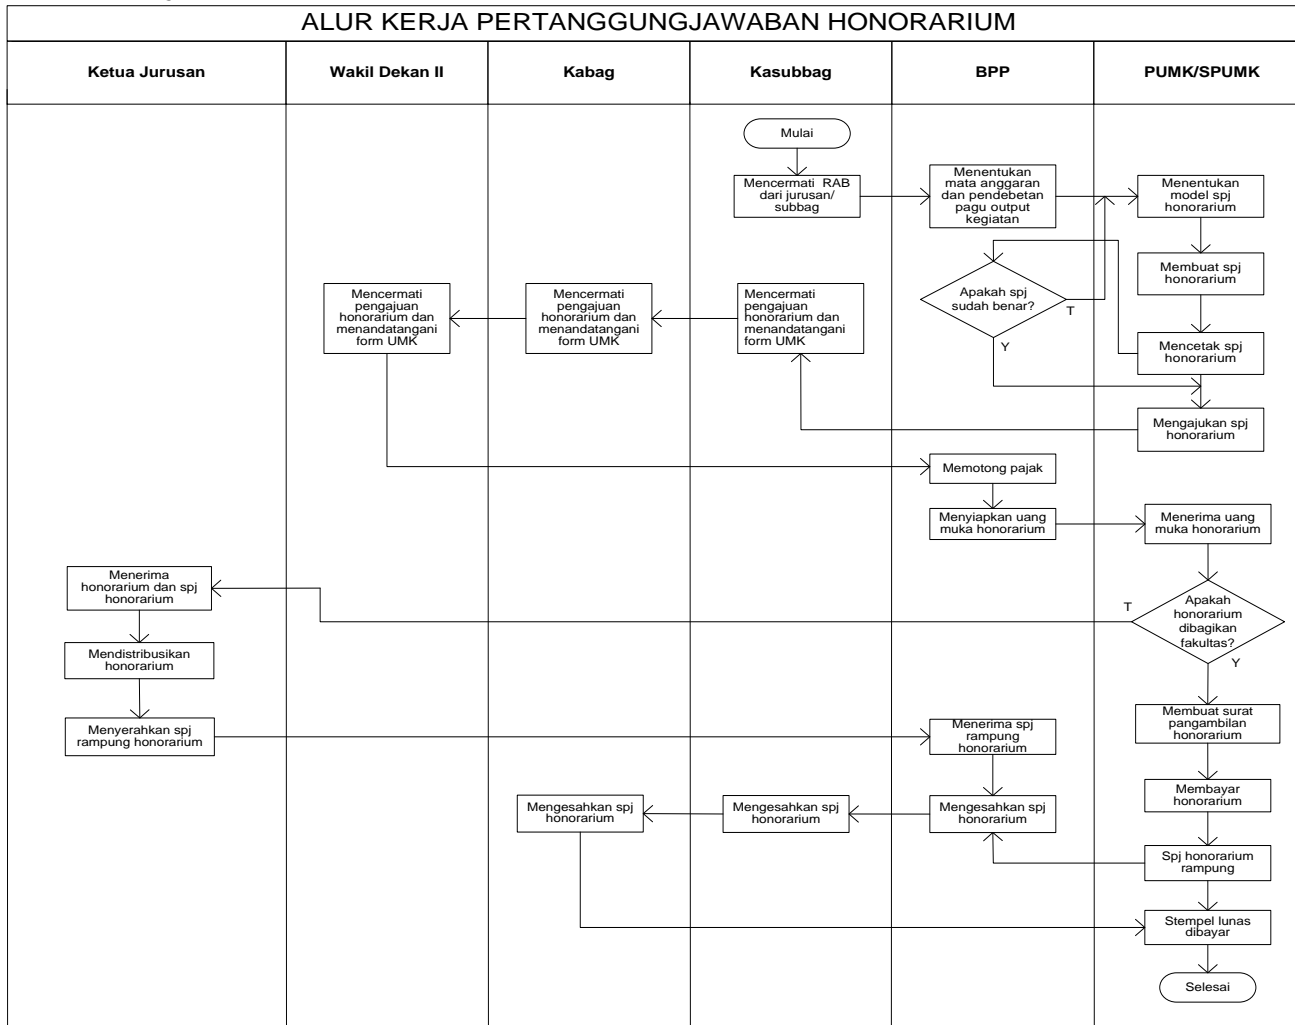 ALUR KERJA PERTANGGUNGJAWABAN HONORARIUM
Ketua Jurusan
Wakil Dekan II
Kabag
Kasubbag
BPP
PUMK/SPUMK
Mulai
Mencermati RAB
dari jurusan/
subbag
Menentukan
mata anggaran
dan pendebetan
pagu output
kegiatan
Menentukan
model spj
honorarium
Membuat spj
honorarium
Apakah spj
sudah benar?
T
Y
Mencetak spj
honorarium
Mencermati
pengajuan
honorarium dan
menandatangani
form UMK
Mencermati
pengajuan
honorarium dan
menandatangani
form UMK
Mencermati
pengajuan
honorarium dan
menandatangani
form UMK
Mengajukan spj
honorarium
Memotong pajak
Menyiapkan uang
muka honorarium
Menerima uang
muka honorarium
Apakah
honorarium
dibagikan
fakultas?
T
Y
Menerima
honorarium dan spj
honorarium
Mendistribusikan
honorarium
Menyerahkan spj
rampung honorarium
Menerima spj
rampung
honorarium
Membuat surat
pangambilan
honorarium
Membayar
honorarium
Mengesahkan spj
honorarium
Mengesahkan spj
honorarium
Mengesahkan spj
honorarium
Spj honorarium
rampung
Stempel lunas
dibayar
Selesai